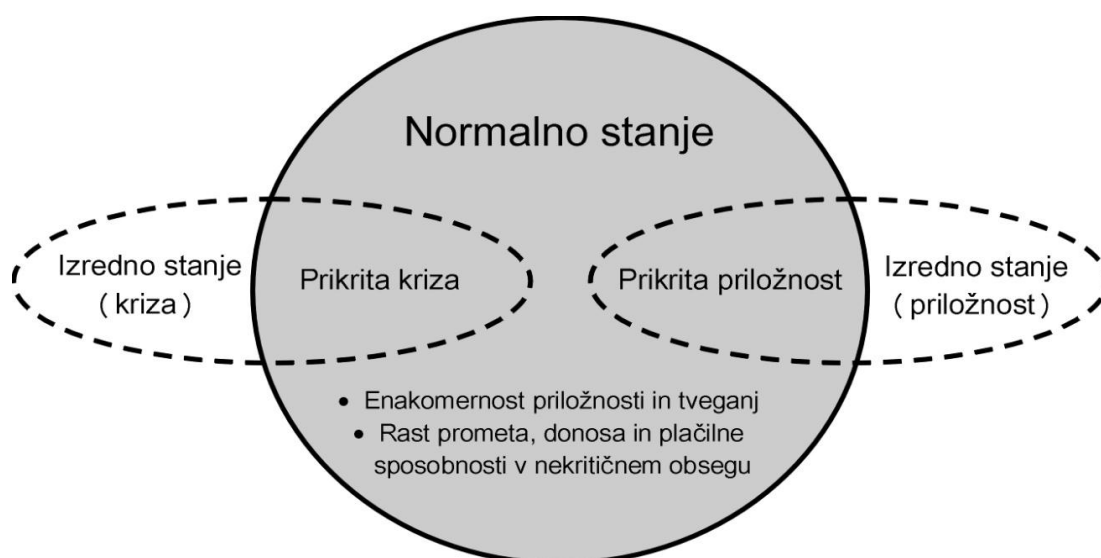 Normalno stanje
Izredno stanje
( kriza )
Prikrita kriza
Prikrita priložnost
Izredno stanje
( priložnost )
• Enakomernost priložnosti in tveganj
• Rast prometa, donosa in plačilne
sposobnosti v nekritičnem obsegu